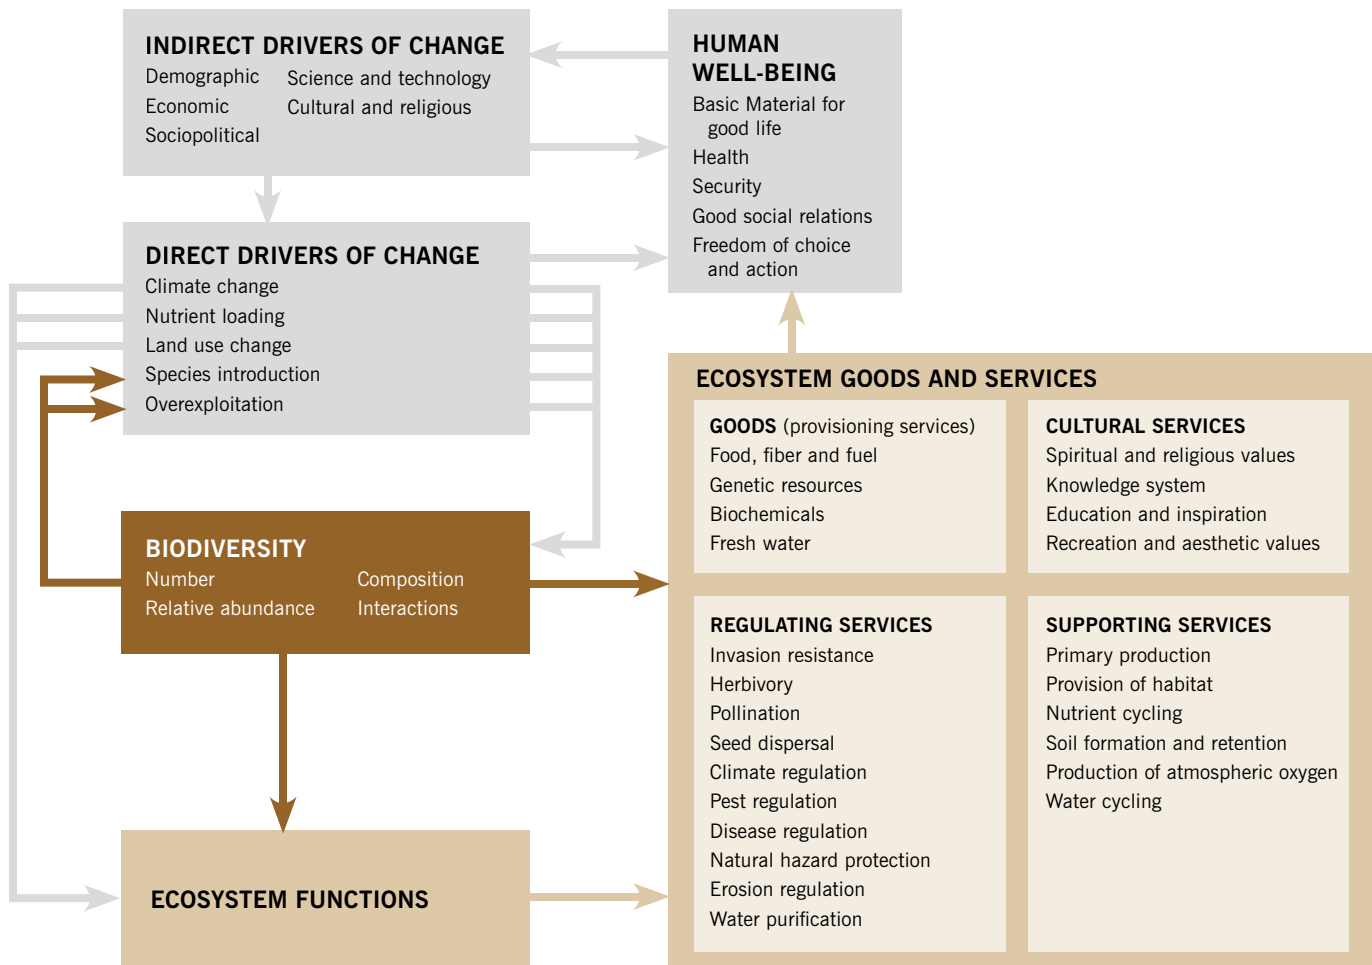 INDIRECT DRIVERS OF CHANGE
Demographic
Economic
Sociopolitical
Science and technology
Cultural and religious
HUMAN
WELL-BEING
Basic Material for
good life
Health
Security
Good social relations
Freedom of choice
and action
DIRECT DRIVERS OF CHANGE
Climate change
Nutrient loading
Land use change
Species introduction
Overexploitation
BIODIVERSITY
Number
Relative abundance
Composition
Interactions
ECOSYSTEM FUNCTIONS
ECOSYSTEM GOODS AND SERVICES
GOODS (provisioning services)
Food, fiber and fuel
Genetic resources
Biochemicals
Fresh water
CULTURAL SERVICES
Spiritual and religious values
Knowledge system
Education and inspiration
Recreation and aesthetic values
REGULATING SERVICES
Invasion resistance
Herbivory
Pollination
Seed dispersal
Climate regulation
Pest regulation
Disease regulation
Natural hazard protection
Erosion regulation
Water purification
SUPPORTING SERVICES
Primary production
Provision of habitat
Nutrient cycling
Soil formation and retention
Production of atmospheric oxygen
Water cycling